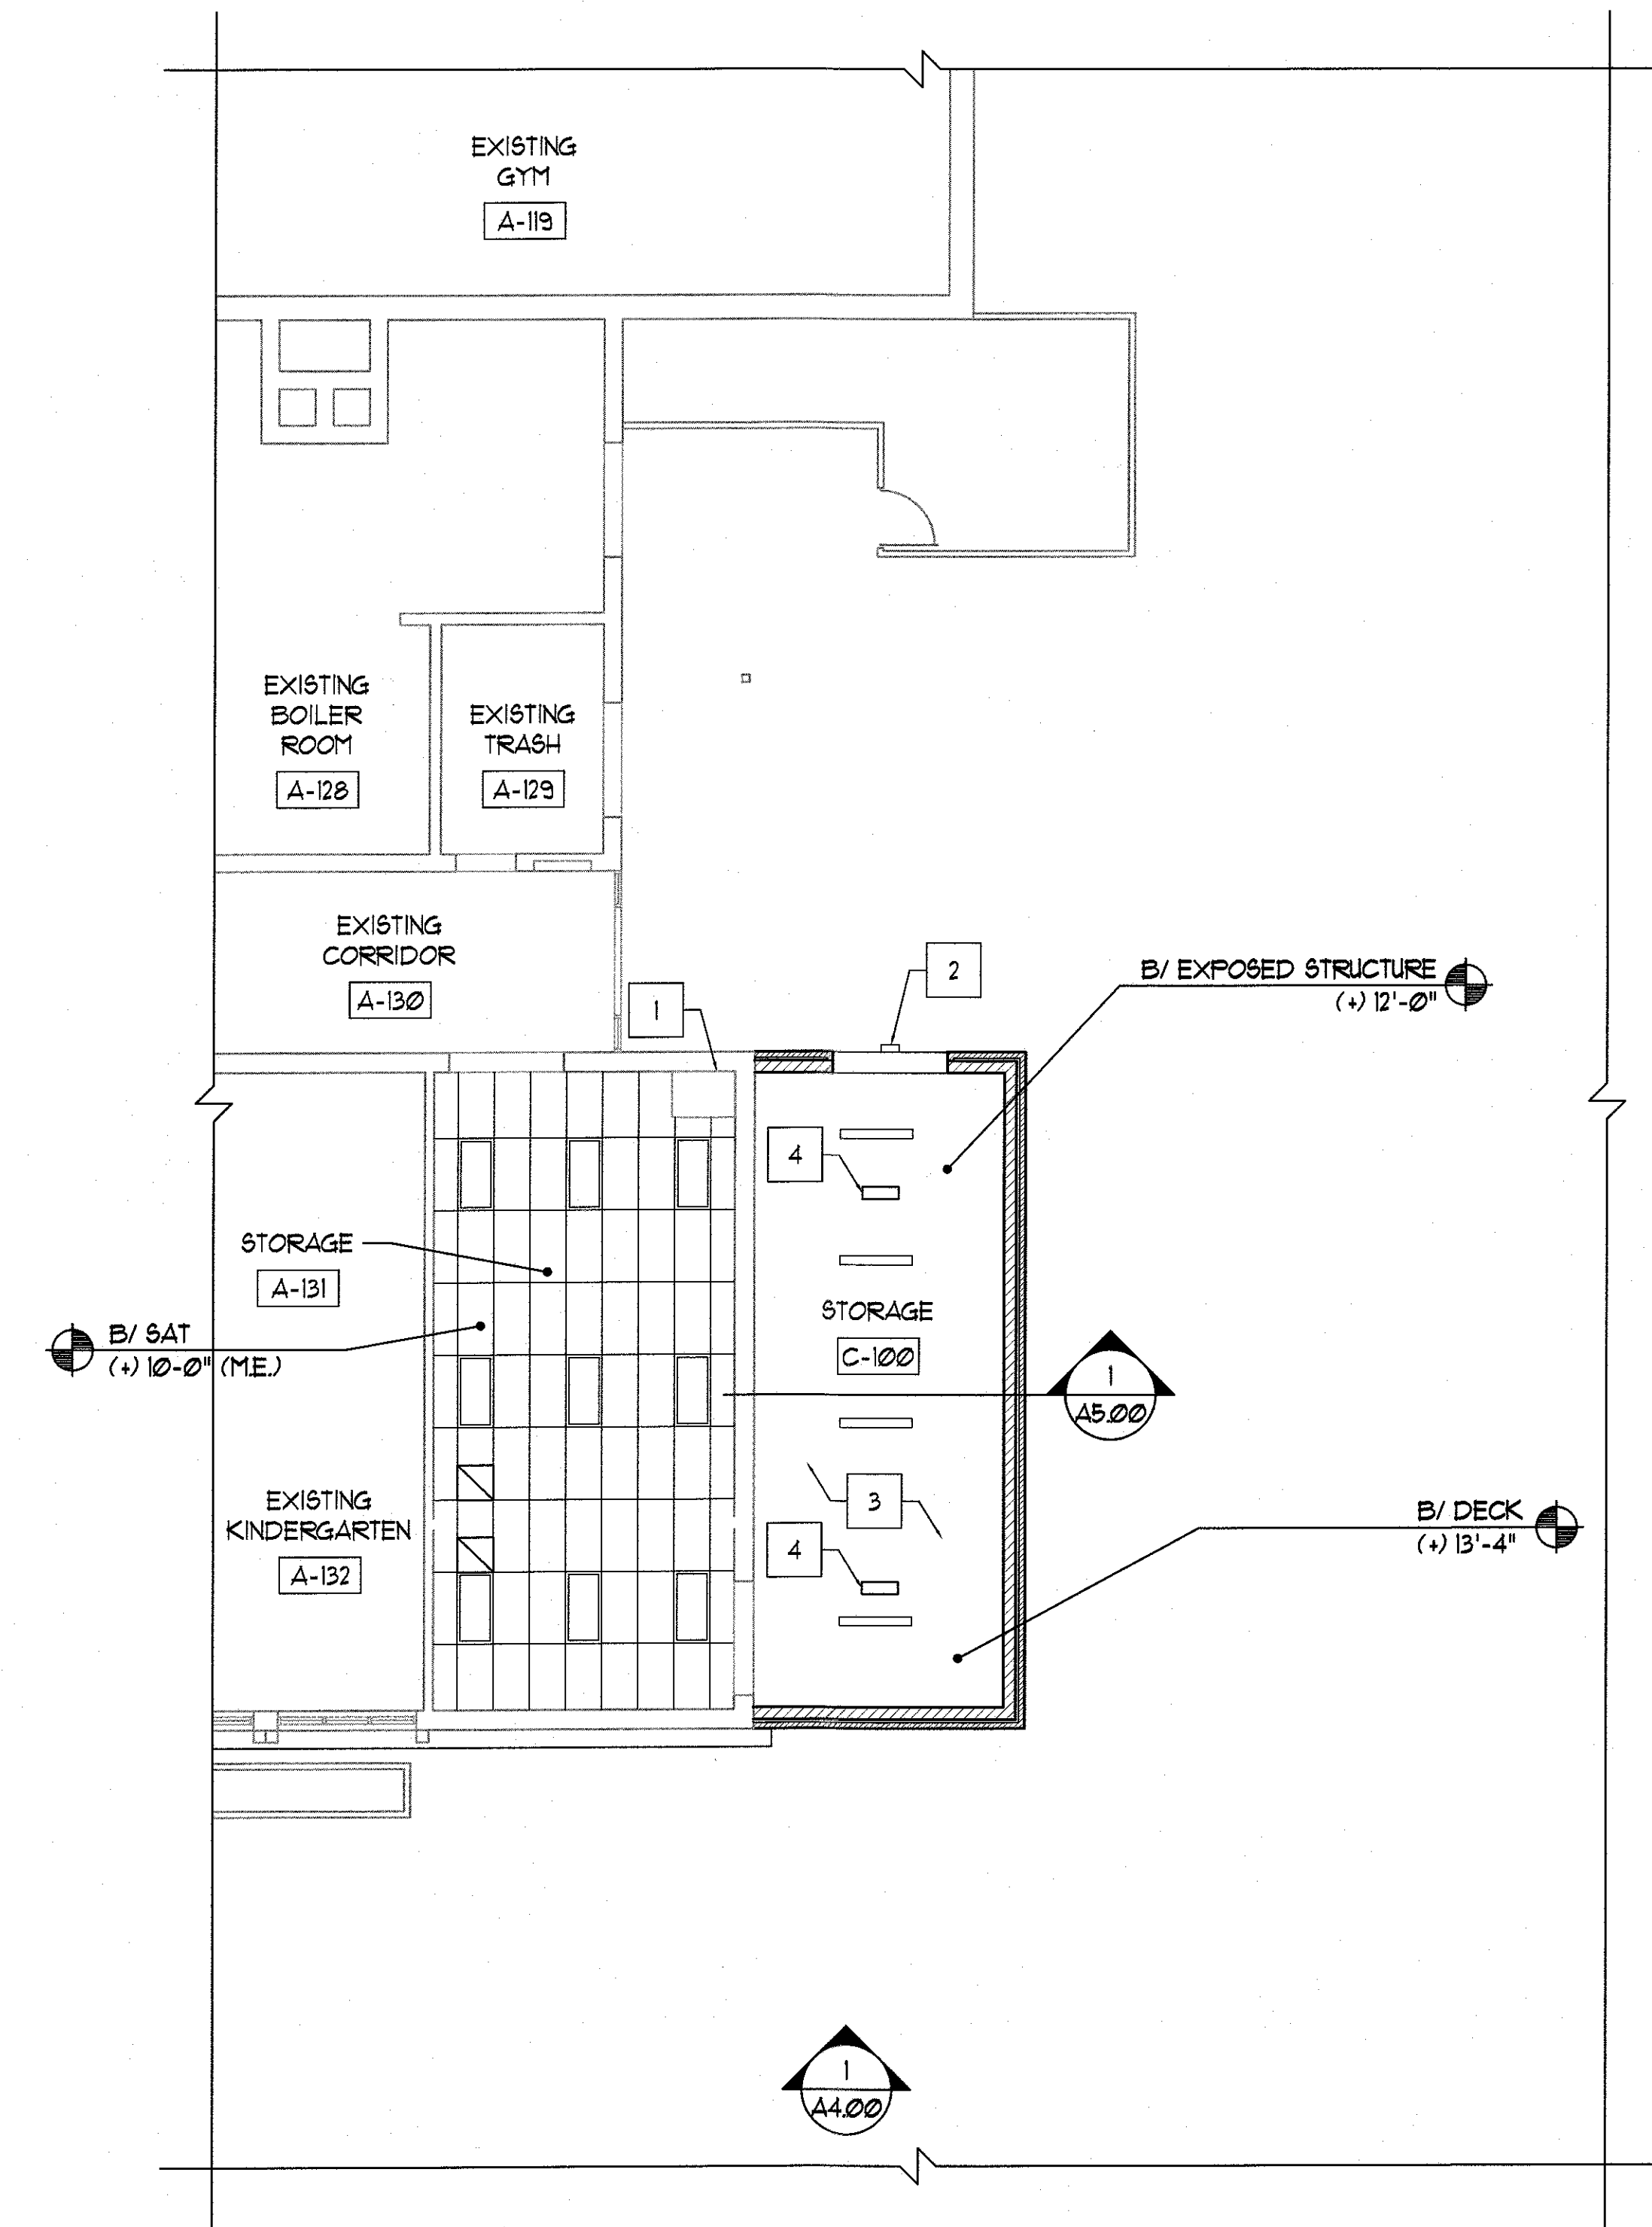 EXISTING
GYM
A-119
EXISTING
BOILER
ROOM
A-128
EXISTING
TRASH
A-129
EXISTING
CORRIDOR
A-130
2
B/ EXPOSED STRUCTURE
(+) 12'-0"
1
4
STORAGE
A-131
STORAGE
C-100
B/ SAT
(+) 10-0" (M.E.)
1
A5.00
EXISTING
KINDERGARTEN
A-132
3
4
B/ DECK
(+) 13'-4"
1
A4.00